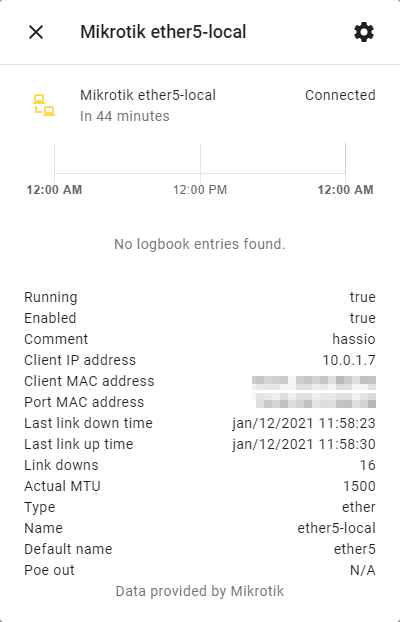 Mikrotik ether5-local
Mikrotik ether5-local Connected
In 44 minutes
12:00 AM 12:00 PM 12:00 AM
No logbook entries found.
Running true
Enabled true
Comment hassio
Client IP address 10.0.1.7
Client MAC address
Port MAC address
Last link down time jan/12/2021 11:58:23
Last link up time jan/12/2021 11:58:30
Link downs 16
Actual MTU 1500
Type ether
Name ether5-local
Default name ether5
Poe out N/A
Data provided by Mikrotik